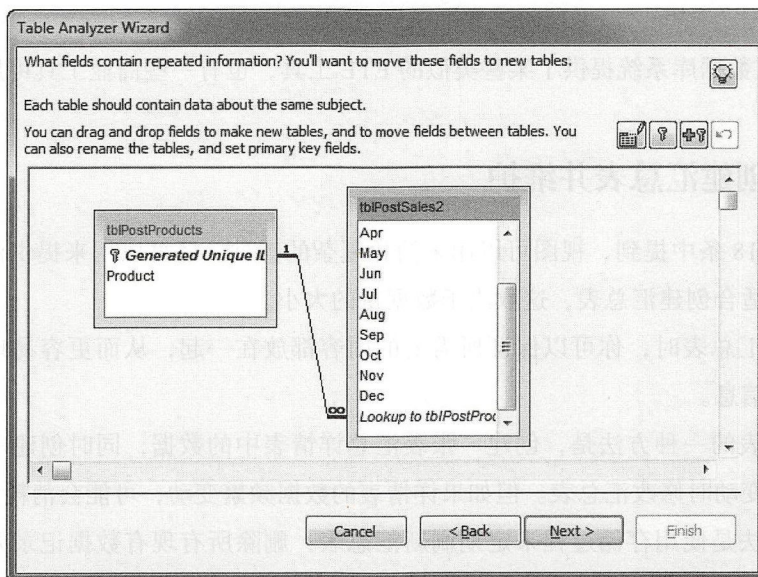 Table Analyzer Wizard
What fields contain repeated information? You'll want to move these fields to new tables.
Each table should contain data about the same subject.
You can drag and drop fields to make new tables, and to move fields between tables. You
can also rename the tables, and set primary key fields.
tblPostProducts
Generated Unique II
Product
1
∞
tblPostSales2
Apr
May
Jun
Jul
Aug
Sep
Oct
Nov
Dec
Lookup to tblPostProd
Cancel
< Back
Next >
Finish